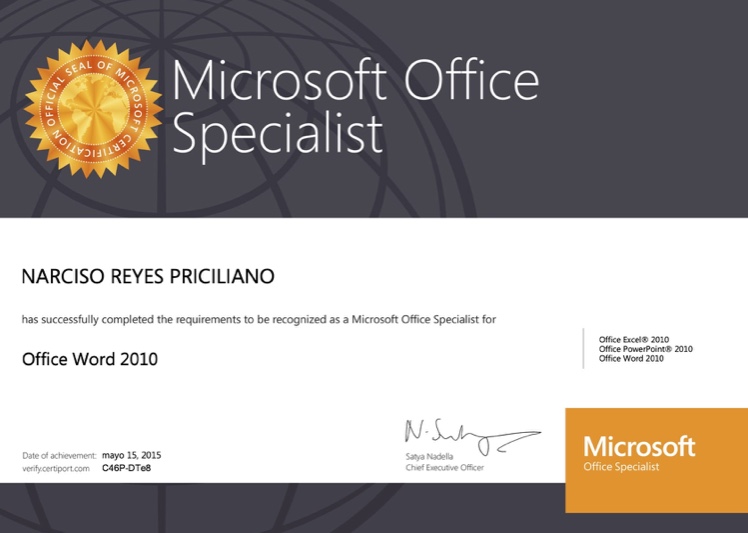 OFFICIAL SEAL OF MICROSOFT CERTIFICATION
Microsoft Office
Specialist
NARCISO REYES PRICILIANO
has successfully completed the requirements to be recognized as a Microsoft Office Specialist for
Office Word 2010
Office Excel® 2010
Office PowerPoint® 2010
Office Word 2010
Date of achievement: mayo 15, 2015
verify.certiport.com C46P-DTe8
Satya Nadella
Chief Executive Officer
Microsoft
Office Specialist